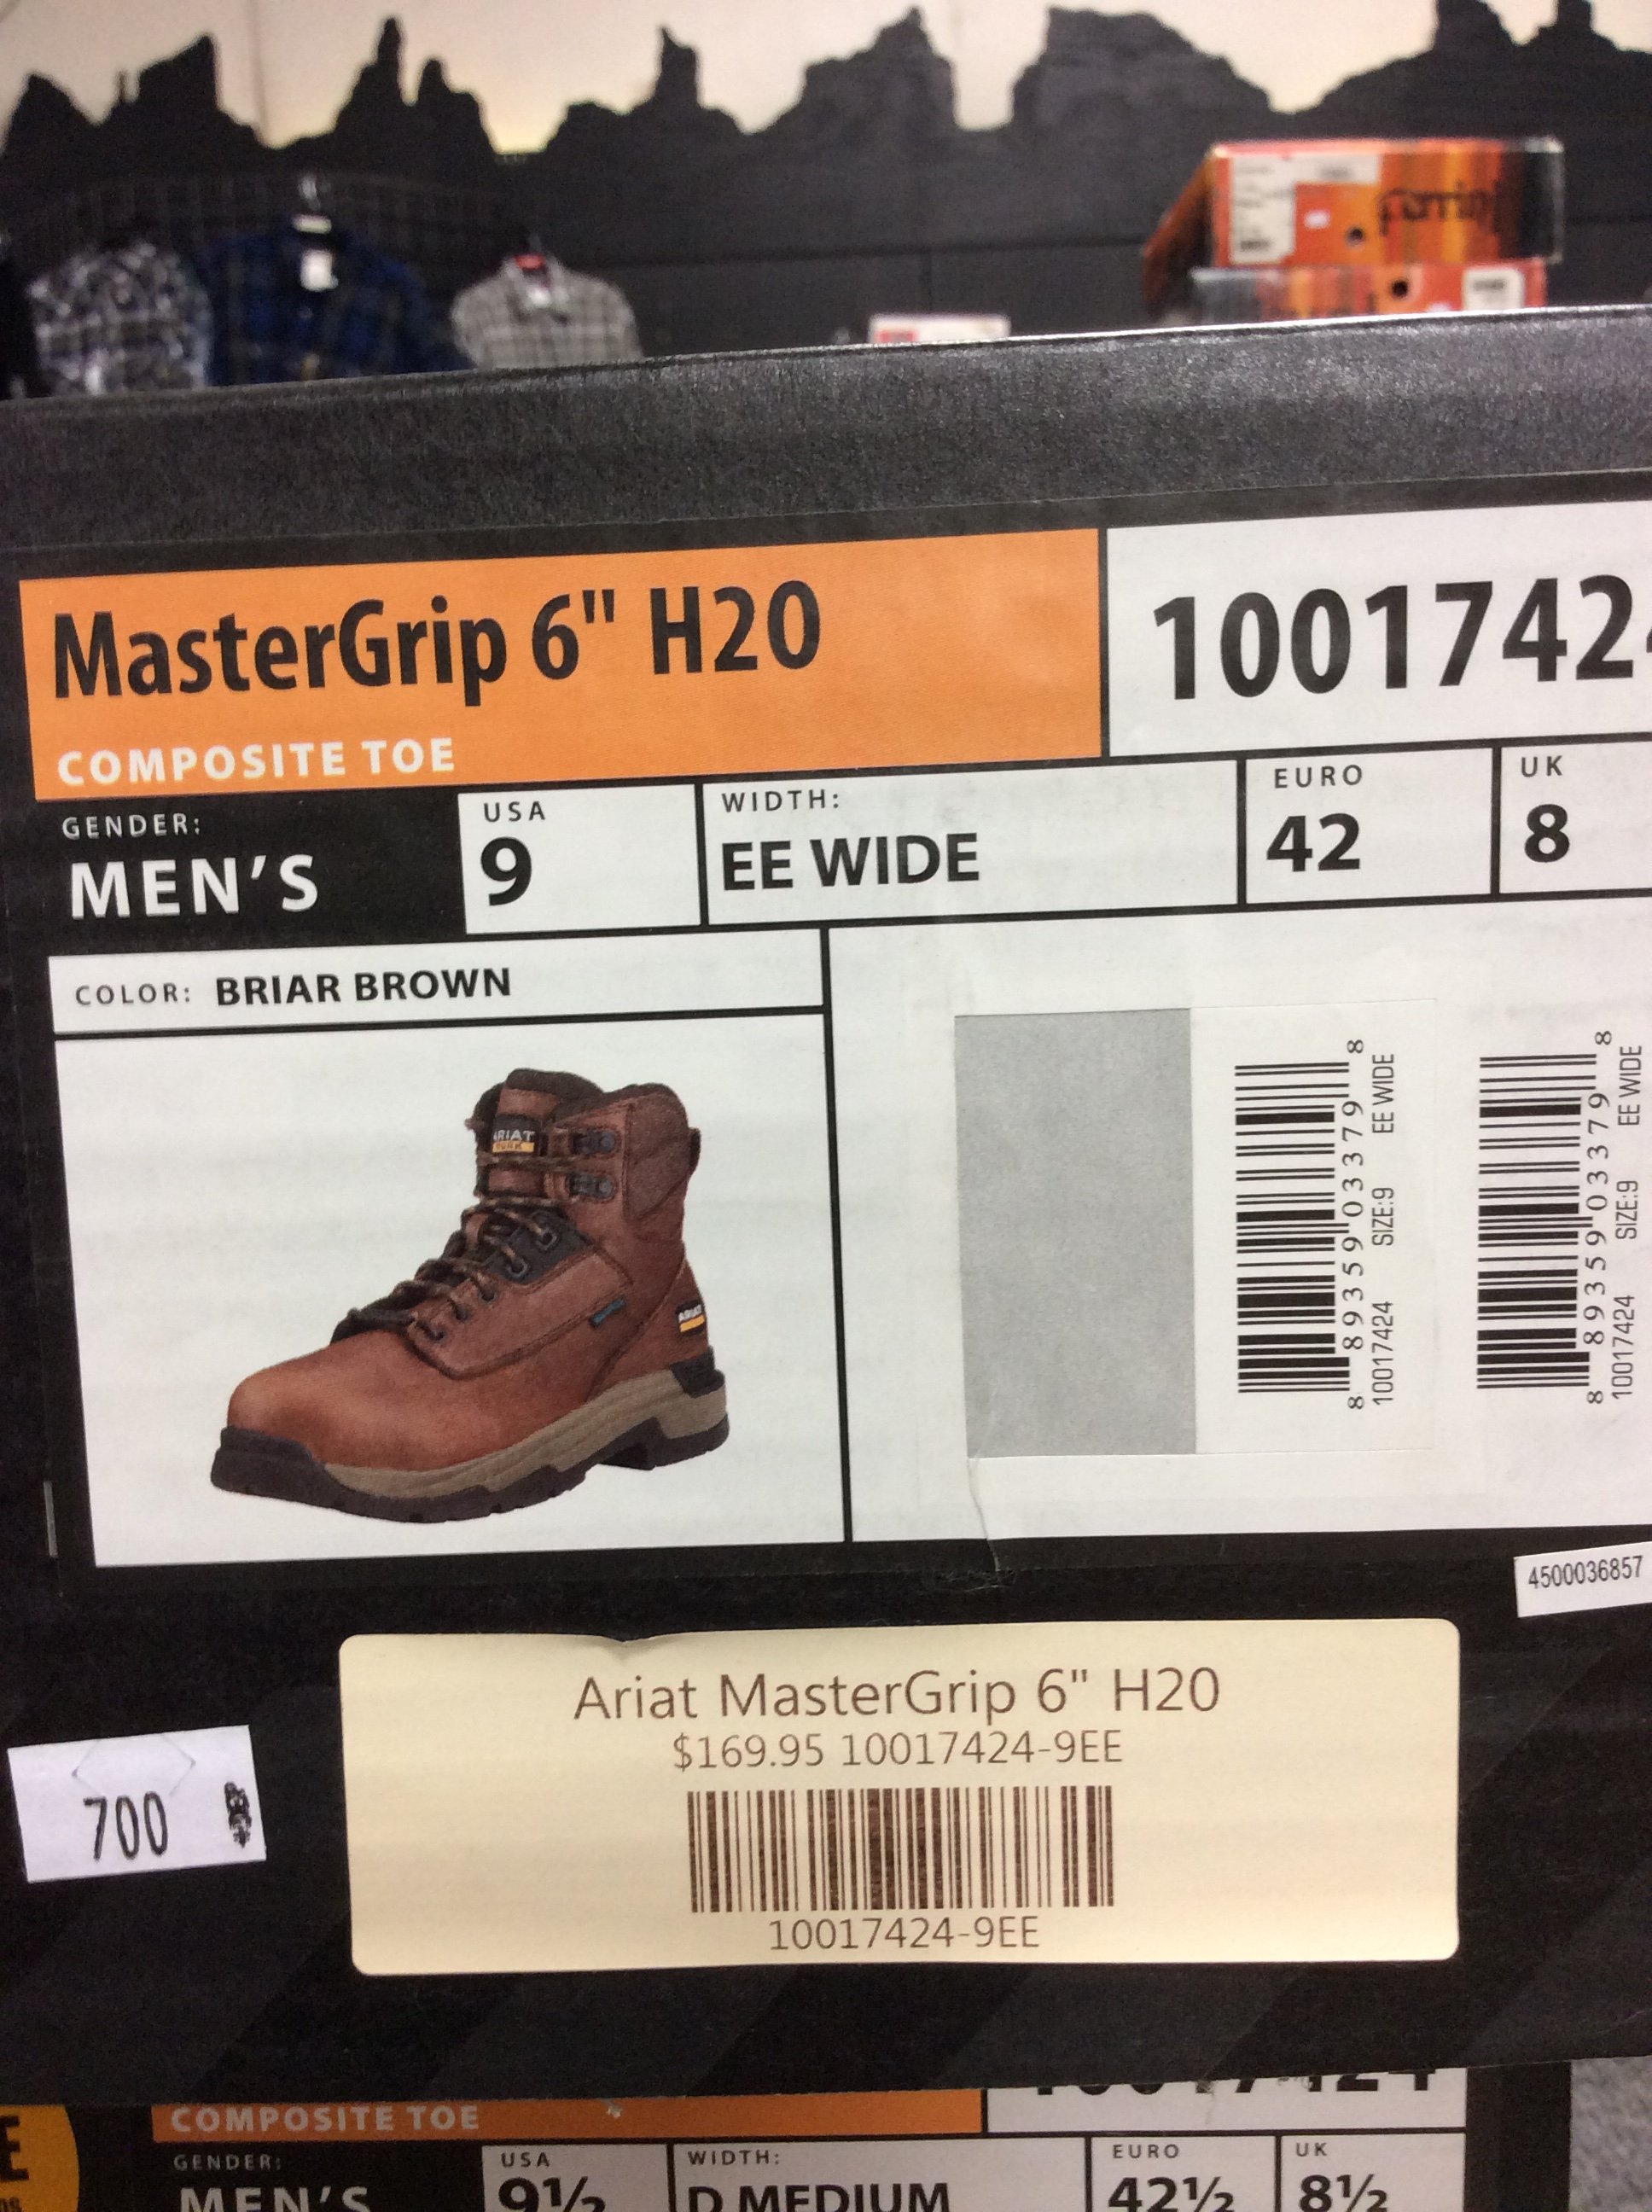 MasterGrip 6" H20
COMPOSITE TOE
1001742
GENDER:
MEN'S
USA
9
WIDTH:
EE WIDE
EURO
42
UK
8
COLOR: BRIAR BROWN
ARIAT
ARIAT
8 89359 03379 8
10017424 SIZE:9 EE WIDE
8 89359 03379 8
10017424 SIZE:9 EE WIDE
4500036857
Ariat MasterGrip 6" H20
$169.95 10017424-9EE
10017424-9EE
700
COMPOSITE TOE
10017424
GENDER:
MEN'S
USA
9½
WIDTH:
D MEDIUM
EURO
42½
UK
8½